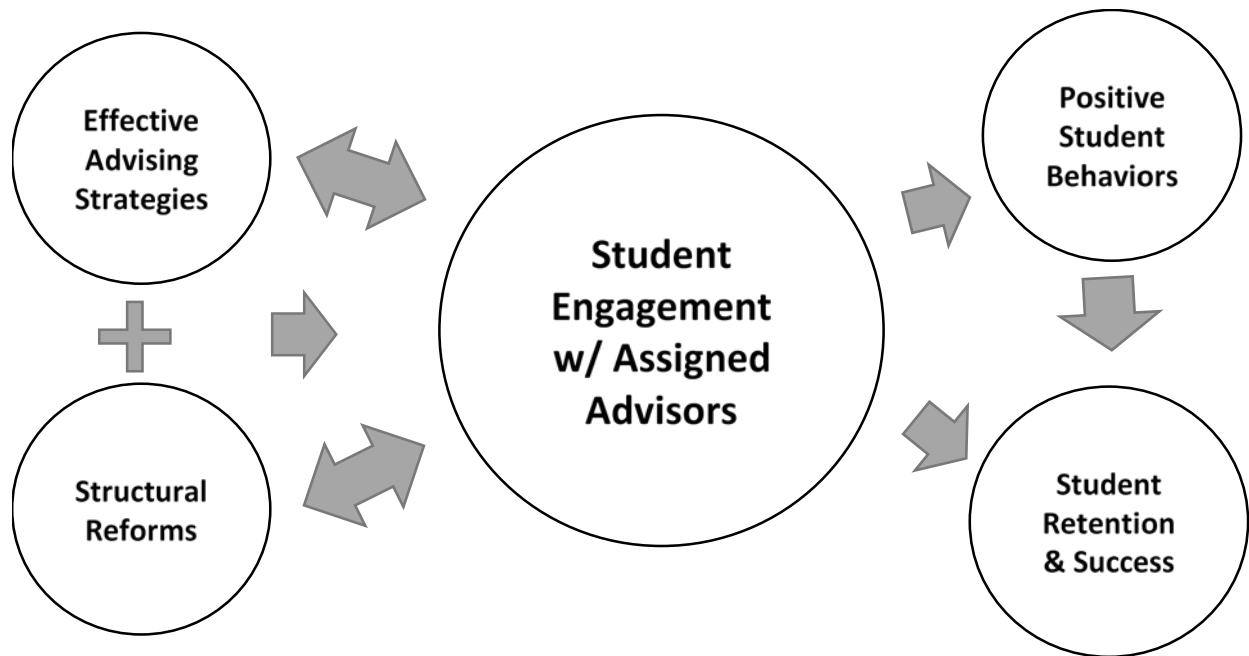 Effective
Advising
Strategies
Structural
Reforms
Student
Engagement
w/ Assigned
Advisors
Positive
Student
Behaviors
Student
Retention
& Success